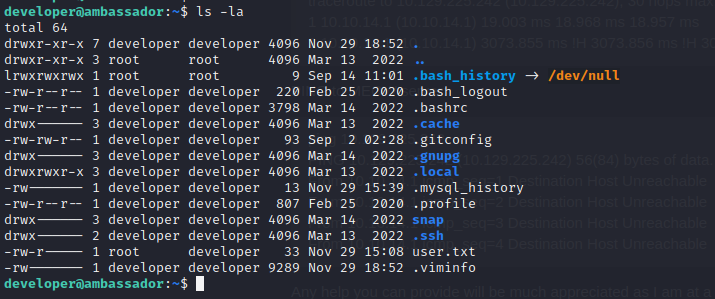 developer@ambassador:~$ ls -la
total 64
drwxr-xr-x 7 developer developer 4096 Nov 29 18:52 .
drwxr-xr-x 3 root      root      4096 Mar 13  2022 ..
lrwxrwxrwx 1 root      root         9 Sep 14 11:01 .bash_history -> /dev/null
-rw-r--r-- 1 developer developer  220 Feb 25  2020 .bash_logout
-rw-r--r-- 1 developer developer 3798 Mar 14  2022 .bashrc
drwx------ 3 developer developer 4096 Mar 13  2022 .cache
-rw-rw-r-- 1 developer developer   93 Sep  2 02:28 .gitconfig
drwx------ 3 developer developer 4096 Mar 14  2022 .gnupg
drwxrwxr-x 3 developer developer 4096 Mar 13  2022 .local
-rw------- 1 developer developer   13 Nov 29 15:39 .mysql_history
-rw-r--r-- 1 developer developer  807 Feb 25  2020 .profile
drwx------ 3 developer developer 4096 Mar 14  2022 snap
drwx------ 2 developer developer 4096 Mar 13  2022 .ssh
-rw-r----- 1 root      developer   33 Nov 29 15:08 user.txt
-rw------- 1 developer developer 9289 Nov 29 18:52 .viminfo
developer@ambassador:~$